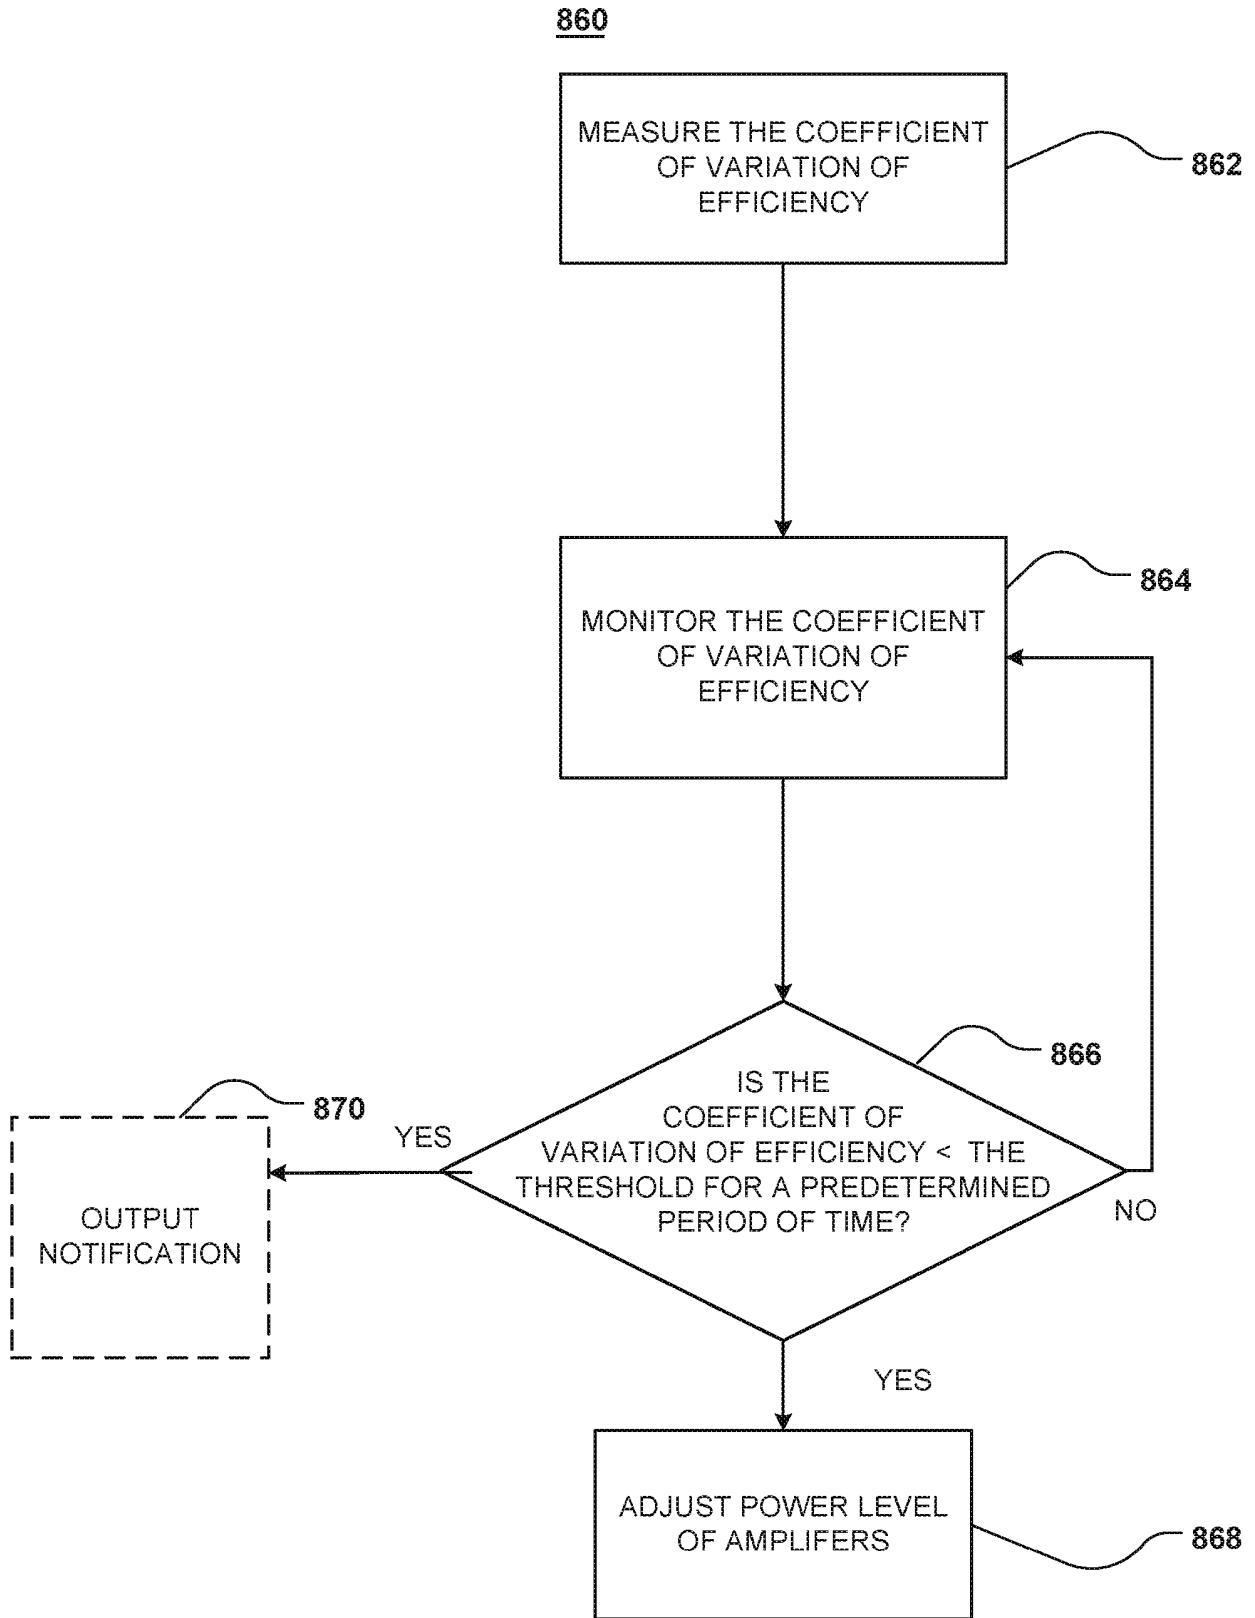 860
MEASURE THE COEFFICIENT
OF VARIATION OF
EFFICIENCY
862
MONITOR THE COEFFICIENT
OF VARIATION OF
EFFICIENCY
864
IS THE
COEFFICIENT OF
VARIATION OF EFFICIENCY < THE
THRESHOLD FOR A PREDETERMINED
PERIOD OF TIME?
866
870
YES
NO
OUTPUT
NOTIFICATION
YES
ADJUST POWER LEVEL
OF AMPLIFERS
868